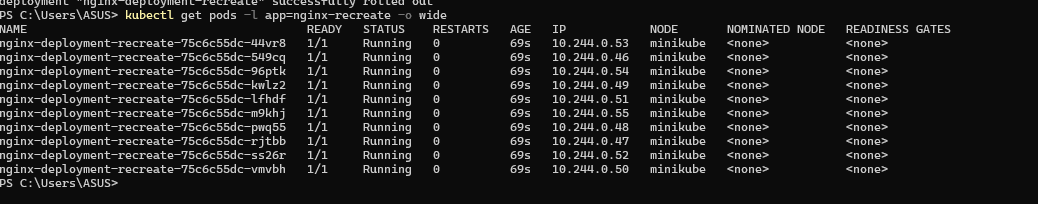 deployment "nginx-deployment-recreate" successfully rolled out
PS C:\Users\ASUS> kubectl get pods -l app=nginx-recreate -o wide
NAME READY STATUS RESTARTS AGE IP NODE NOMINATED NODE READINESS GATES
nginx-deployment-recreate-75c6c55dc-44vr8 1/1 Running 0 69s 10.244.0.53 minikube <none> <none>
nginx-deployment-recreate-75c6c55dc-549cq 1/1 Running 0 69s 10.244.0.46 minikube <none> <none>
nginx-deployment-recreate-75c6c55dc-96ptk 1/1 Running 0 69s 10.244.0.54 minikube <none> <none>
nginx-deployment-recreate-75c6c55dc-kwlz2 1/1 Running 0 69s 10.244.0.49 minikube <none> <none>
nginx-deployment-recreate-75c6c55dc-lfhdf 1/1 Running 0 69s 10.244.0.51 minikube <none> <none>
nginx-deployment-recreate-75c6c55dc-m9khj 1/1 Running 0 69s 10.244.0.55 minikube <none> <none>
nginx-deployment-recreate-75c6c55dc-pwq55 1/1 Running 0 69s 10.244.0.48 minikube <none> <none>
nginx-deployment-recreate-75c6c55dc-rjtbb 1/1 Running 0 69s 10.244.0.47 minikube <none> <none>
nginx-deployment-recreate-75c6c55dc-ss26r 1/1 Running 0 69s 10.244.0.52 minikube <none> <none>
nginx-deployment-recreate-75c6c55dc-vmvbh 1/1 Running 0 69s 10.244.0.50 minikube <none> <none>
PS C:\Users\ASUS>